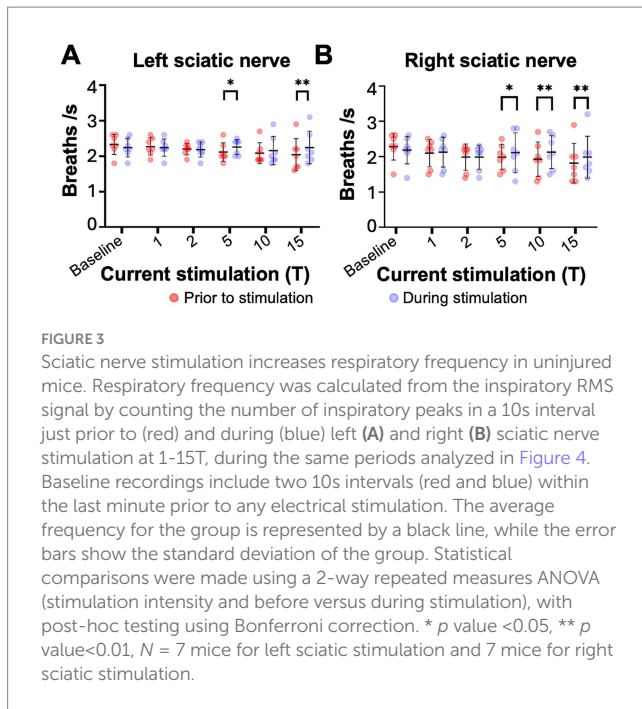 A Left sciatic nerve
B Right sciatic nerve
* **
* ** **
Breaths /s
4
3
2
1
0
Baseline 1 2 5 10 15
Current stimulation (T)
Breaths /s
4
3
2
1
0
Baseline 1 2 5 10 15
Current stimulation (T)
Prior to stimulation During stimulation
FIGURE 3
Sciatic nerve stimulation increases respiratory frequency in uninjured
mice. Respiratory frequency was calculated from the inspiratory RMS
signal by counting the number of inspiratory peaks in a 10s interval
just prior to (red) and during (blue) left (A) and right (B) sciatic nerve
stimulation at 1-15T, during the same periods analyzed in Figure 4.
Baseline recordings include two 10s intervals (red and blue) within
the last minute prior to any electrical stimulation. The average
frequency for the group is represented by a black line, while the error
bars show the standard deviation of the group. Statistical
comparisons were made using a 2-way repeated measures ANOVA
(stimulation intensity and before versus during stimulation), with
post-hoc testing using Bonferroni correction. * p value <0.05, ** p
value<0.01, N = 7 mice for left sciatic stimulation and 7 mice for right
sciatic stimulation.